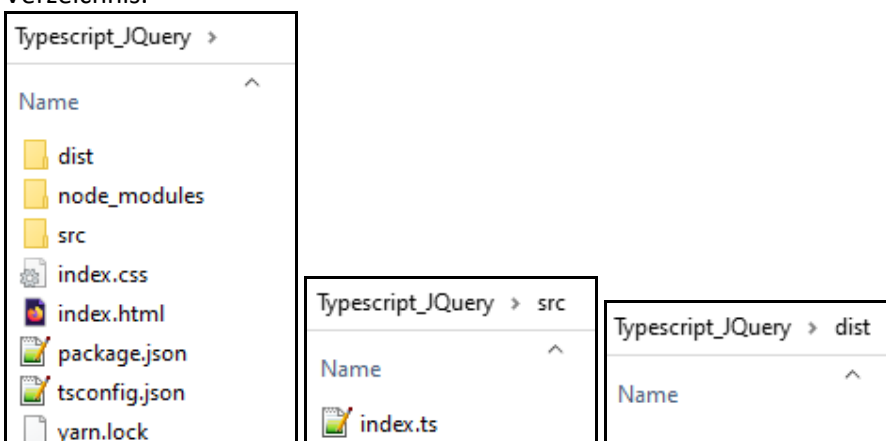 Verzeichnis:
Typescript_JQuery >
Name
dist
node_modules
src
index.css
index.html
package.json
tsconfig.json
yarn.lock
Typescript_JQuery > src
Name
index.ts
Typescript_JQuery > dist
Name